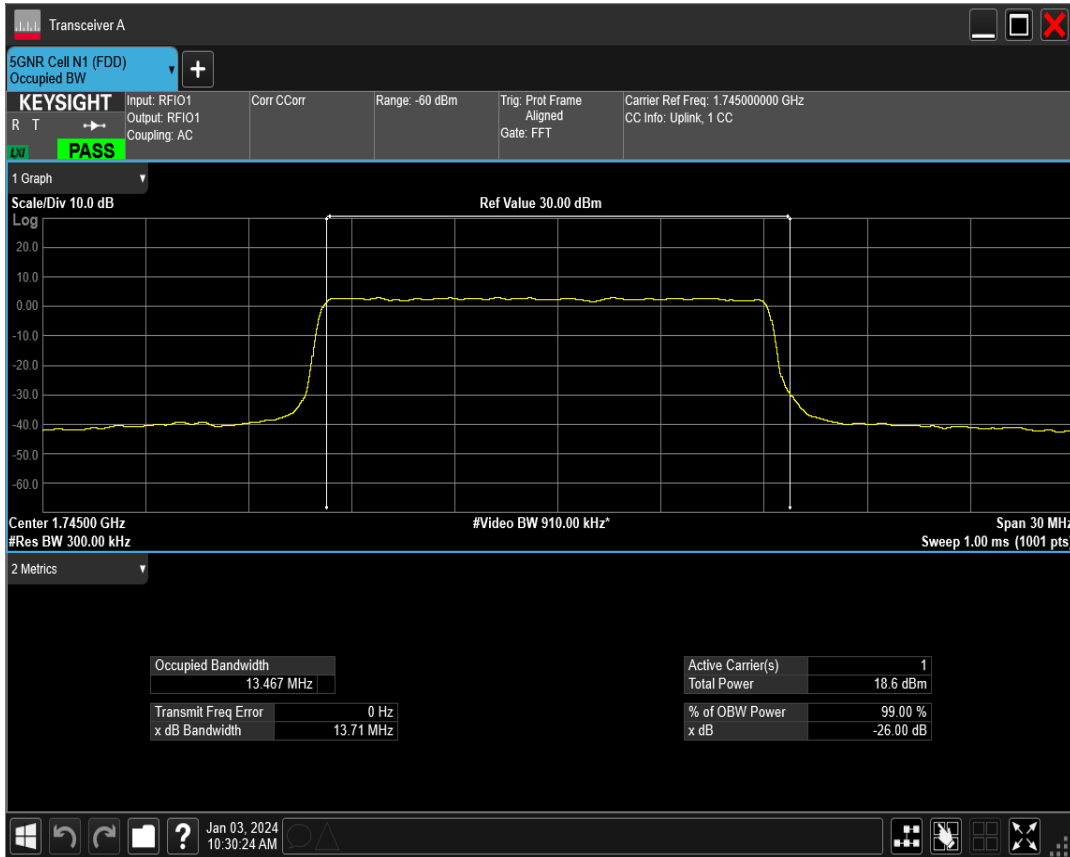 Transceiver A
5GNR Cell N1 (FDD)
Occupied BW
+
KEYSIGHT
R T
LXI
PASS
Input: RFIO1
Output: RFIO1
Coupling: AC
Corr CCorr
Range: -60 dBm
Trig: Prot Frame
Aligned
Gate: FFT
Carrier Ref Freq: 1.745000000 GHz
CC Info: Uplink, 1 CC
1 Graph
Scale/Div 10.0 dB
Ref Value 30.00 dBm
Log
20.0
10.0
0.00
-10.0
-20.0
-30.0
-40.0
-50.0
-60.0
Center 1.74500 GHz
#Video BW 910.00 kHz*
Span 30 MHz
#Res BW 300.00 kHz
Sweep 1.00 ms (1001 pts)
2 Metrics
Occupied Bandwidth
13.467 MHz
Transmit Freq Error 0 Hz
x dB Bandwidth 13.71 MHz
Active Carrier(s) 1
Total Power 18.6 dBm
% of OBW Power 99.00 %
x dB -26.00 dB
?
Jan 03, 2024
10:30:24 AM